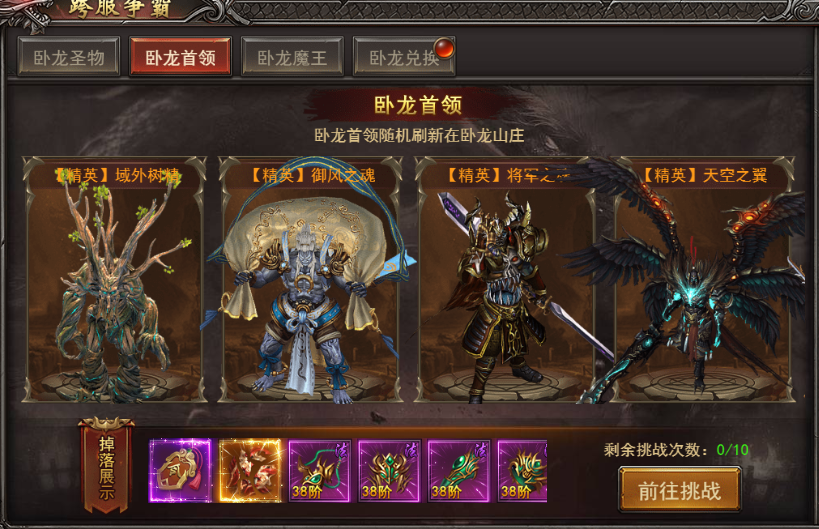 跨服争霸
卧龙圣物 卧龙首领 卧龙魔王 卧龙兑换
卧龙首领
卧龙首领随机刷新在卧龙山庄
【精英】域外树精 【精英】御风之魂 【精英】将军之 【精英】天空之翼
掉落展示
38阶 38阶 38阶 38阶
剩余挑战次数：0/10
前往挑战